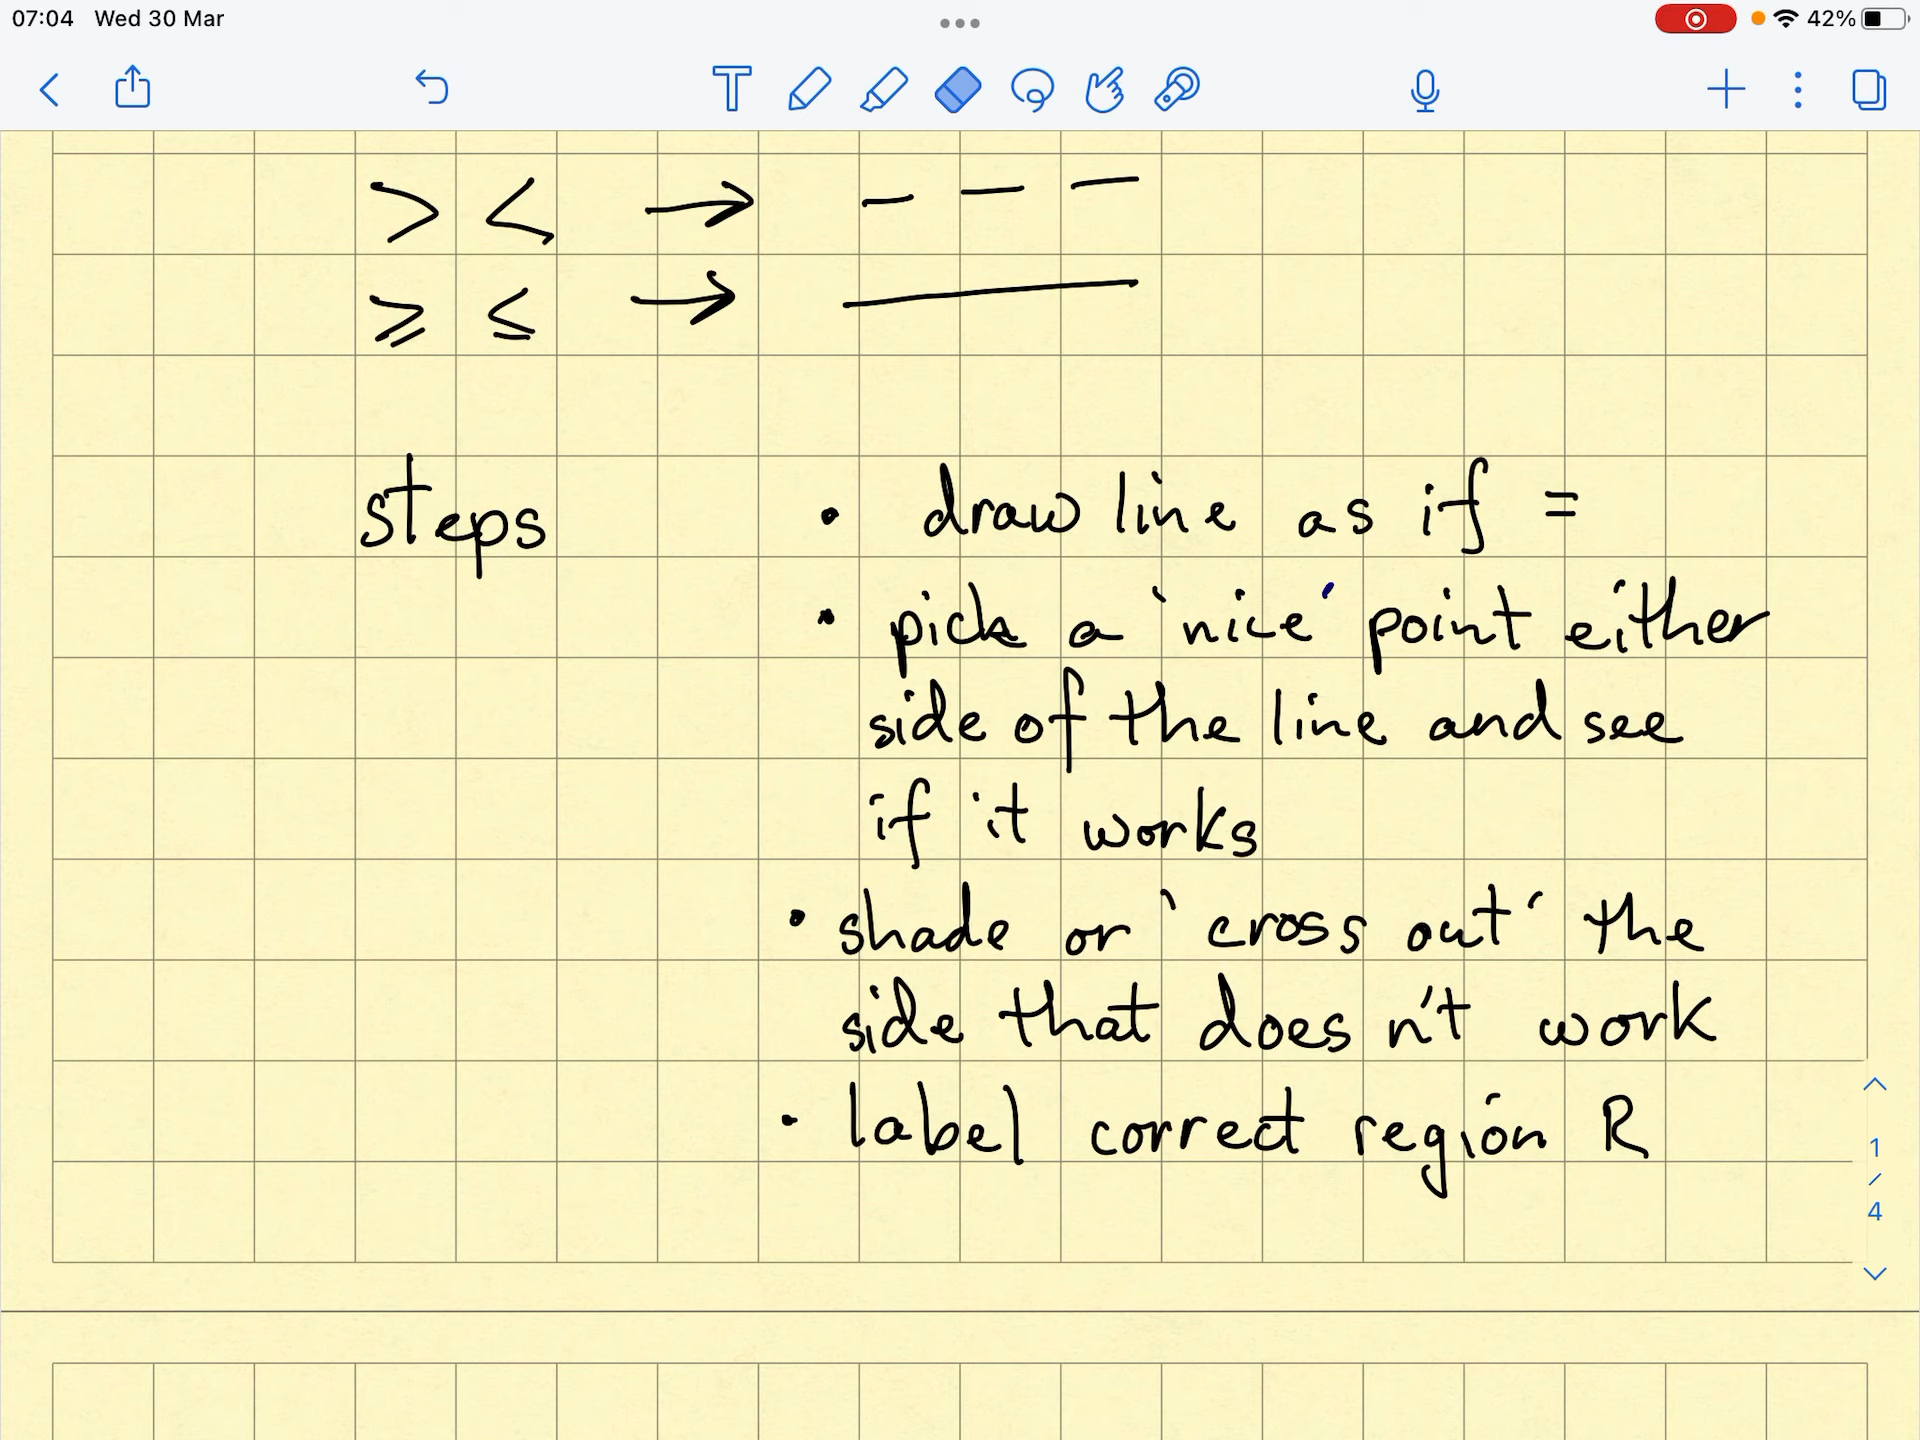 07:04 Wed 30 Mar 42%
> < → - - -
≥ ≤ → —
steps • draw line as if =
• pick a 'nice' point either
side of the line and see
if it works
• shade or 'cross out' the
side that doesn't work
• label correct region R
1
/
4